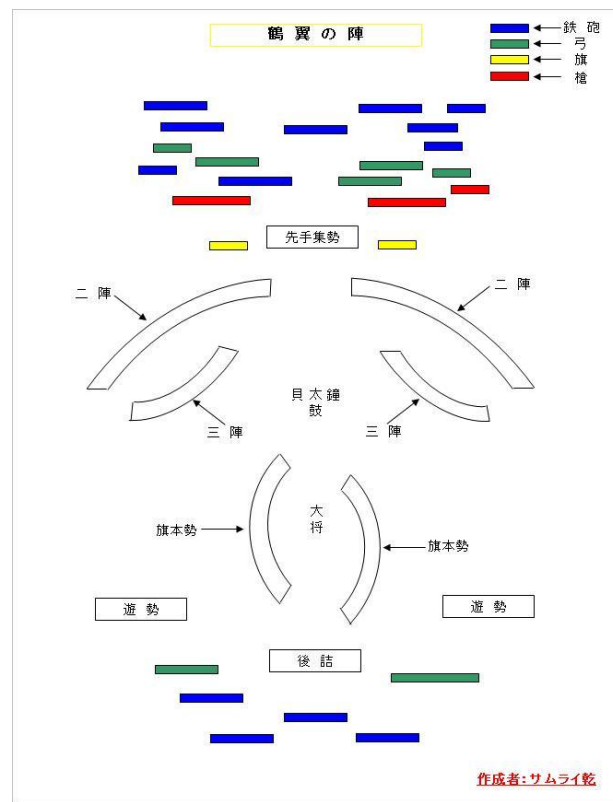 鶴翼の陣
鉄砲
弓
旗
槍
先手集勢
二陣
二陣
貝太鐘
鼓
三陣
三陣
大
将
旗本勢
旗本勢
遊勢
遊勢
後詰
作成者:サムライ乾